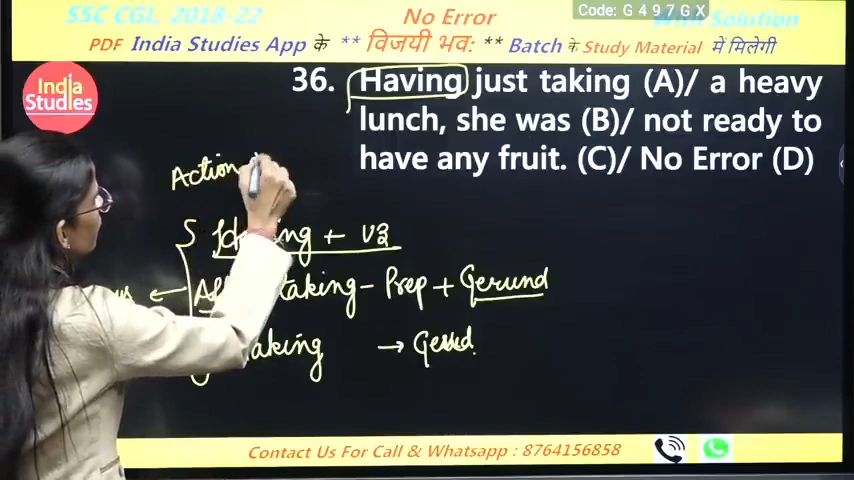 SSC CGL 2018-22 No Error With Solution
Code: G 4 9 7 G X
PDF India Studies App के ** विजयी भव: ** Batch के Study Material में मिलेगी
India
Studies
36. Having just taking (A)/ a heavy
lunch, she was (B)/ not ready to
have any fruit. (C)/ No Error (D)
Action
+ V3
taking - Prep + Gerund
taking → Gerund.
Contact Us For Call & Whatsapp : 8764156858